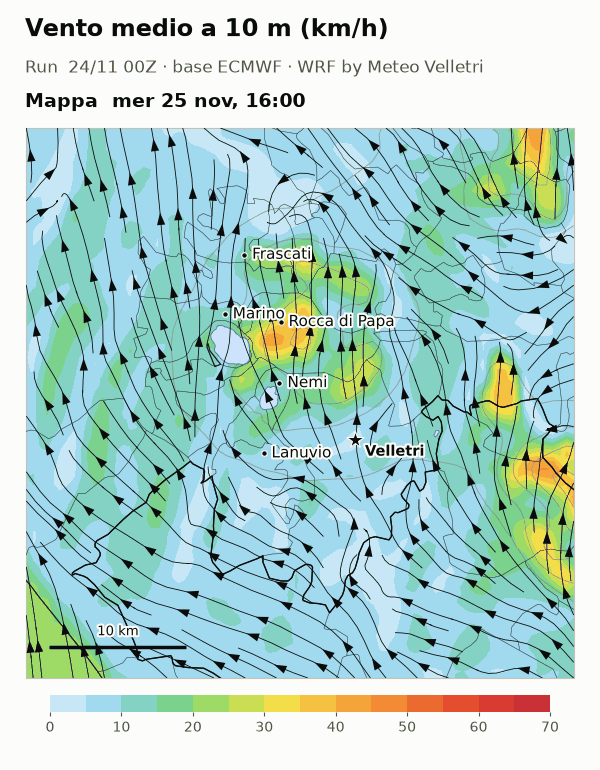 Vento medio a 10 m (km/h)
Run  24/11 00Z · base ECMWF · WRF by Meteo Velletri
Mappa  mer 25 nov, 16:00
Frascati
Marino
Rocca di Papa
Nemi
Velletri
Lanuvio
10 km
0 10 20 30 40 50 60 70